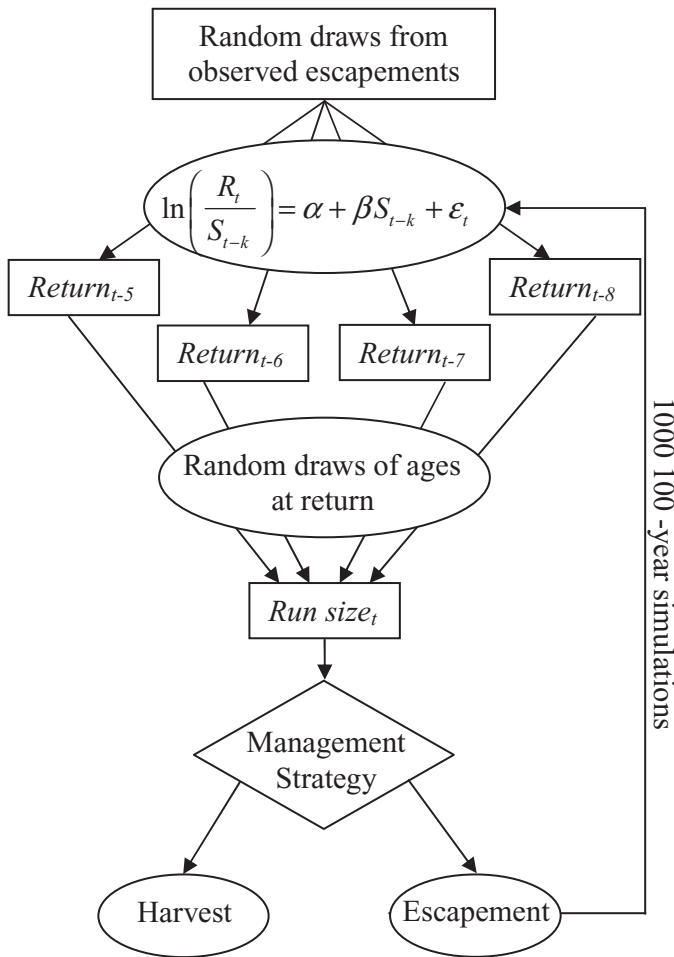 Random draws from
observed escapements
ln(R_t / S_{t-k}) = α + βS_{t-k} + ε_t
Return_{t-5}
Return_{t-8}
Return_{t-6}
Return_{t-7}
Random draws of ages
at return
Run size_t
Management
Strategy
Harvest
Escapement
1000 100 -year simulations